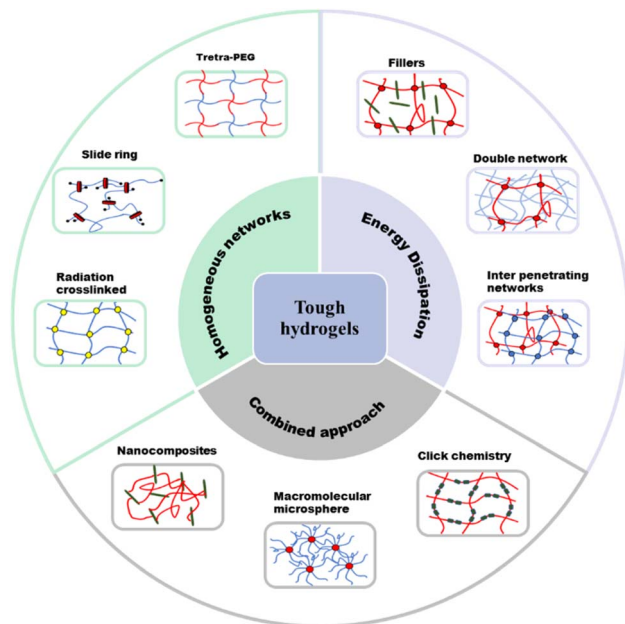 Tretra-PEG
Fillers
Slide ring
Double network
Radiation
crosslinked
Inter penetrating
networks
Homogeneous networks
Energy Dissipation
Tough
hydrogels
Combined approach
Nanocomposites
Macromolecular
microsphere
Click chemistry